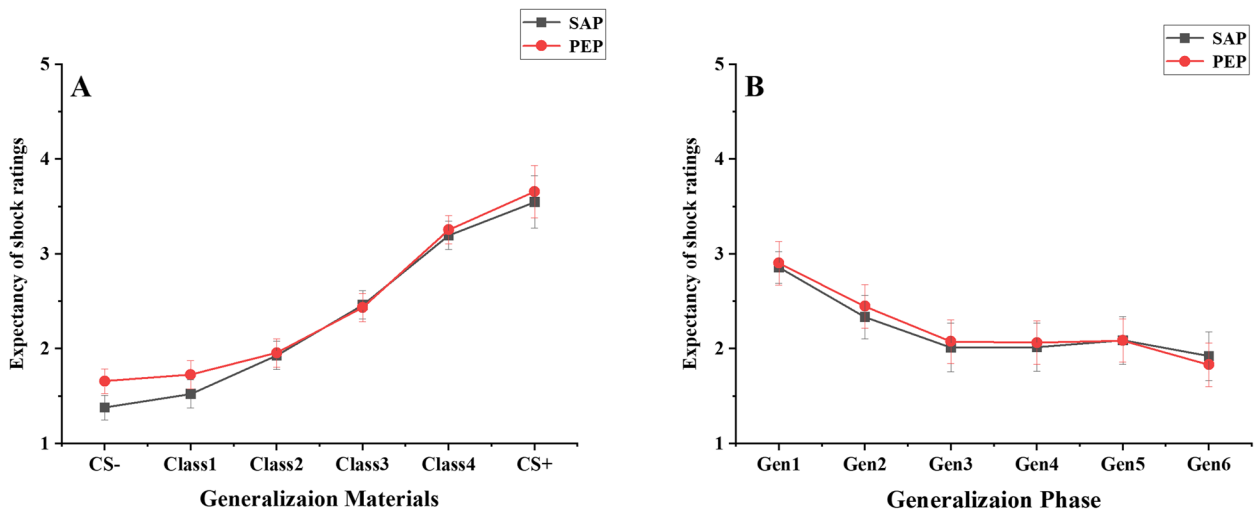 SAP
PEP
A
5
4
3
2
1
Expectancy of shock ratings
CS- Class1 Class2 Class3 Class4 CS+
Generalizaion Materials
SAP
PEP
B
5
4
3
2
1
Expectancy of shock ratings
Gen1 Gen2 Gen3 Gen4 Gen5 Gen6
Generalizaion Phase